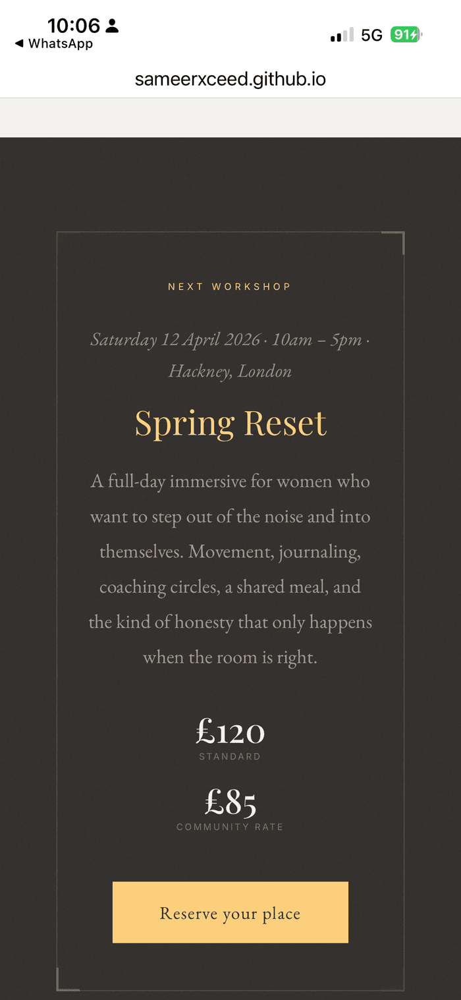 10:06
5G
91
◀ WhatsApp
sameerxceed.github.io
NEXT WORKSHOP
Saturday 12 April 2026 · 10am – 5pm ·
Hackney, London
Spring Reset
A full-day immersive for women who
want to step out of the noise and into
themselves. Movement, journaling,
coaching circles, a shared meal, and
the kind of honesty that only happens
when the room is right.
£120
STANDARD
£85
COMMUNITY RATE
Reserve your place